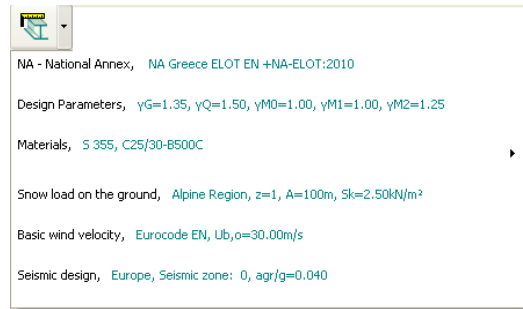 NA - National Annex, NA Greece ELOT EN +NA-ELOT:2010
Design Parameters, γG=1.35, γQ=1.50, γM0=1.00, γM1=1.00, γM2=1.25
Materials, S 355, C25/30-B500C
Snow load on the ground, Alpine Region, z=1, A=100m, Sk=2.50kN/m²
Basic wind velocity, Eurocode EN, Ub,o=30.00m/s
Seismic design, Europe, Seismic zone: 0, agr/g=0.040